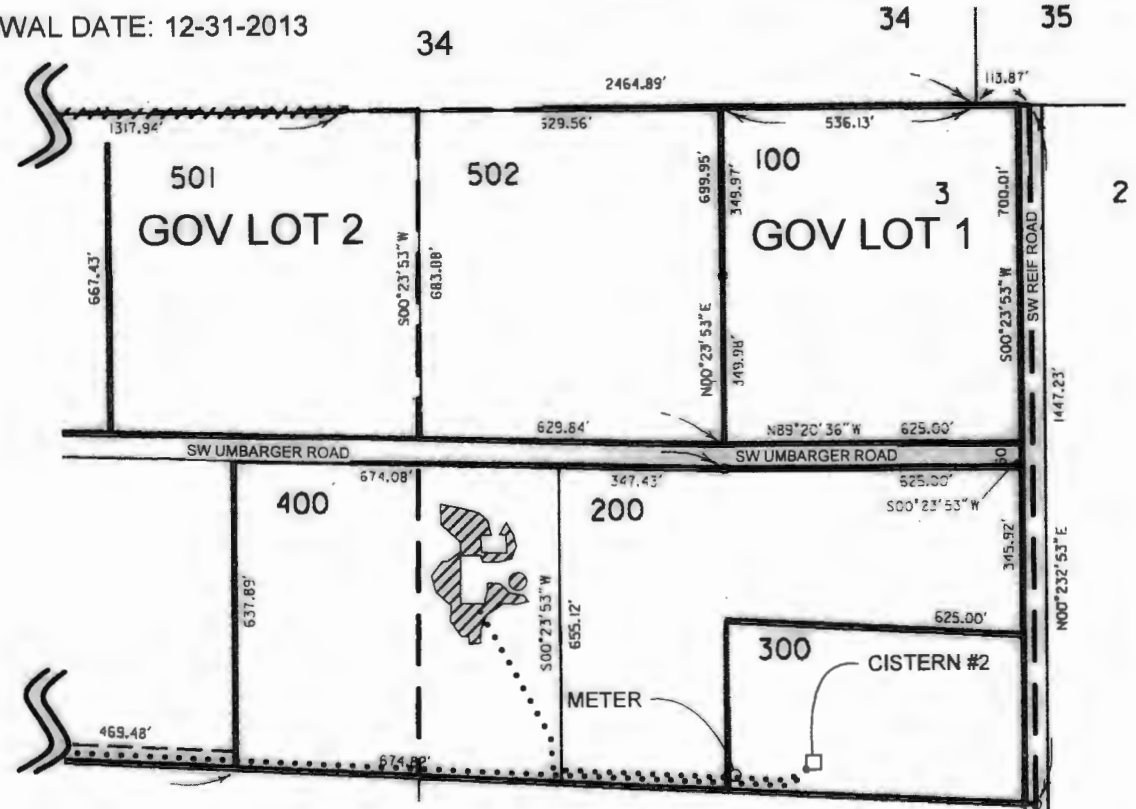 WAL DATE: 12-31-2013
34
34
35
113.87'
2464.89'
1317.94'
529.56'
536.13'
501
502
100
3
2
GOV LOT 2
GOV LOT 1
667.43'
S00°23'53"W
683.08'
699.95'
349.97'
N00°23'53"E
349.98'
700.01'
S00°23'53"W
SW REIF ROAD
1447.23'
N00°232'53"E
629.84'
N89°20'36"W
625.00'
SW UMBARGER ROAD
SW UMBARGER ROAD
674.08'
347.43'
625.00'
S00°23'53"W
400
200
637.89'
S00°23'53"W
655.12'
345.92'
625.00'
300
CISTERN #2
METER
469.48'
674.82'